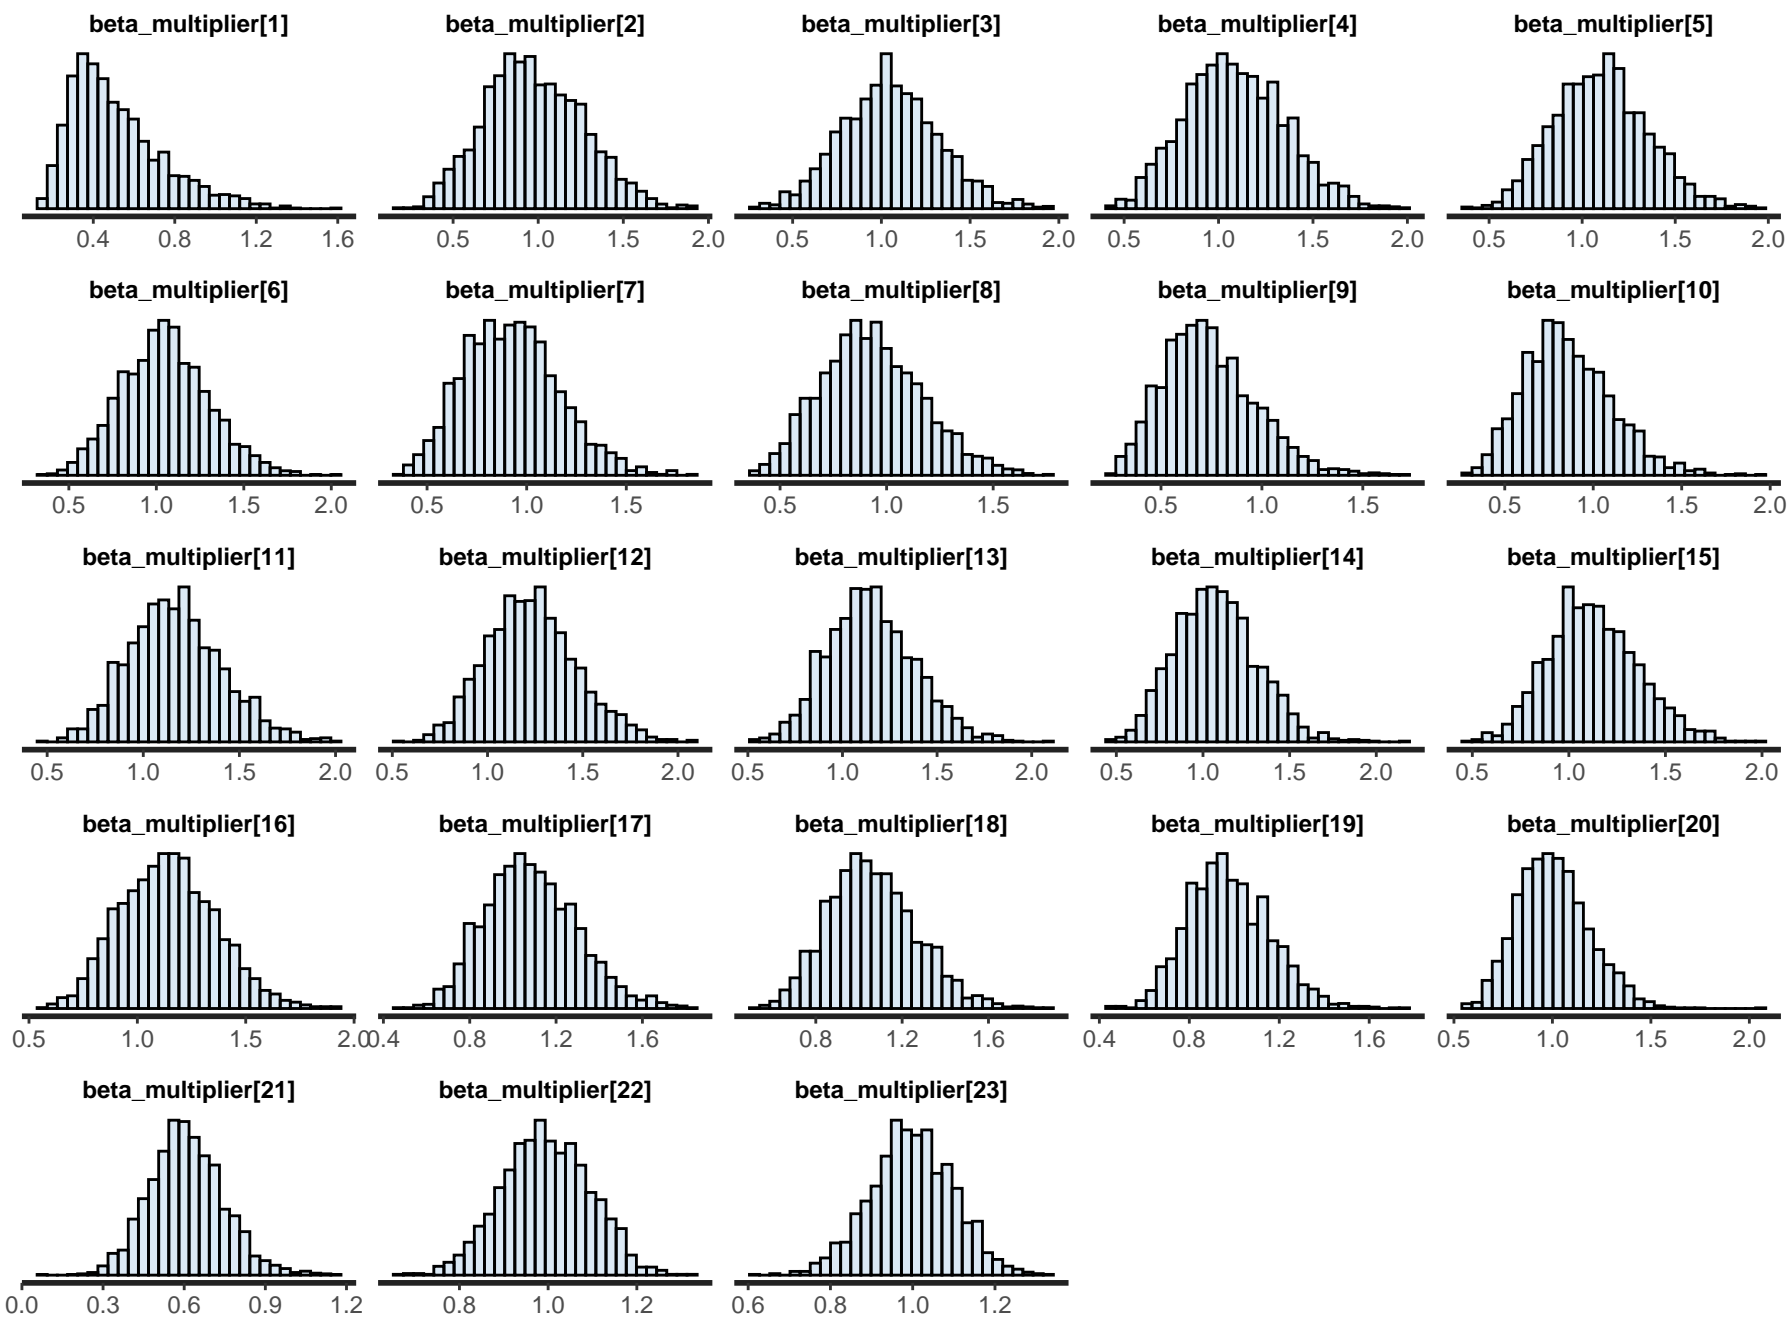 beta_multiplier[1] beta_multiplier[2] beta_multiplier[3] beta_multiplier[4] beta_multiplier[5]
0.4 0.8 1.2 1.6 0.5 1.0 1.5 2.0 0.5 1.0 1.5 2.0 0.5 1.0 1.5 2.0 0.5 1.0 1.5 2.0
beta_multiplier[6] beta_multiplier[7] beta_multiplier[8] beta_multiplier[9] beta_multiplier[10]
0.5 1.0 1.5 2.0 0.5 1.0 1.5 0.5 1.0 1.5 0.5 1.0 1.5 0.5 1.0 1.5 2.0
beta_multiplier[11] beta_multiplier[12] beta_multiplier[13] beta_multiplier[14] beta_multiplier[15]
0.5 1.0 1.5 2.0 0.5 1.0 1.5 2.0 0.5 1.0 1.5 2.0 0.5 1.0 1.5 2.0 0.5 1.0 1.5 2.0
beta_multiplier[16] beta_multiplier[17] beta_multiplier[18] beta_multiplier[19] beta_multiplier[20]
0.5 1.0 1.5 2.0 0.4 0.8 1.2 1.6 0.8 1.2 1.6 0.4 0.8 1.2 1.6 0.5 1.0 1.5 2.0
beta_multiplier[21] beta_multiplier[22] beta_multiplier[23]
0.0 0.3 0.6 0.9 1.2 0.8 1.0 1.2 0.6 0.8 1.0 1.2